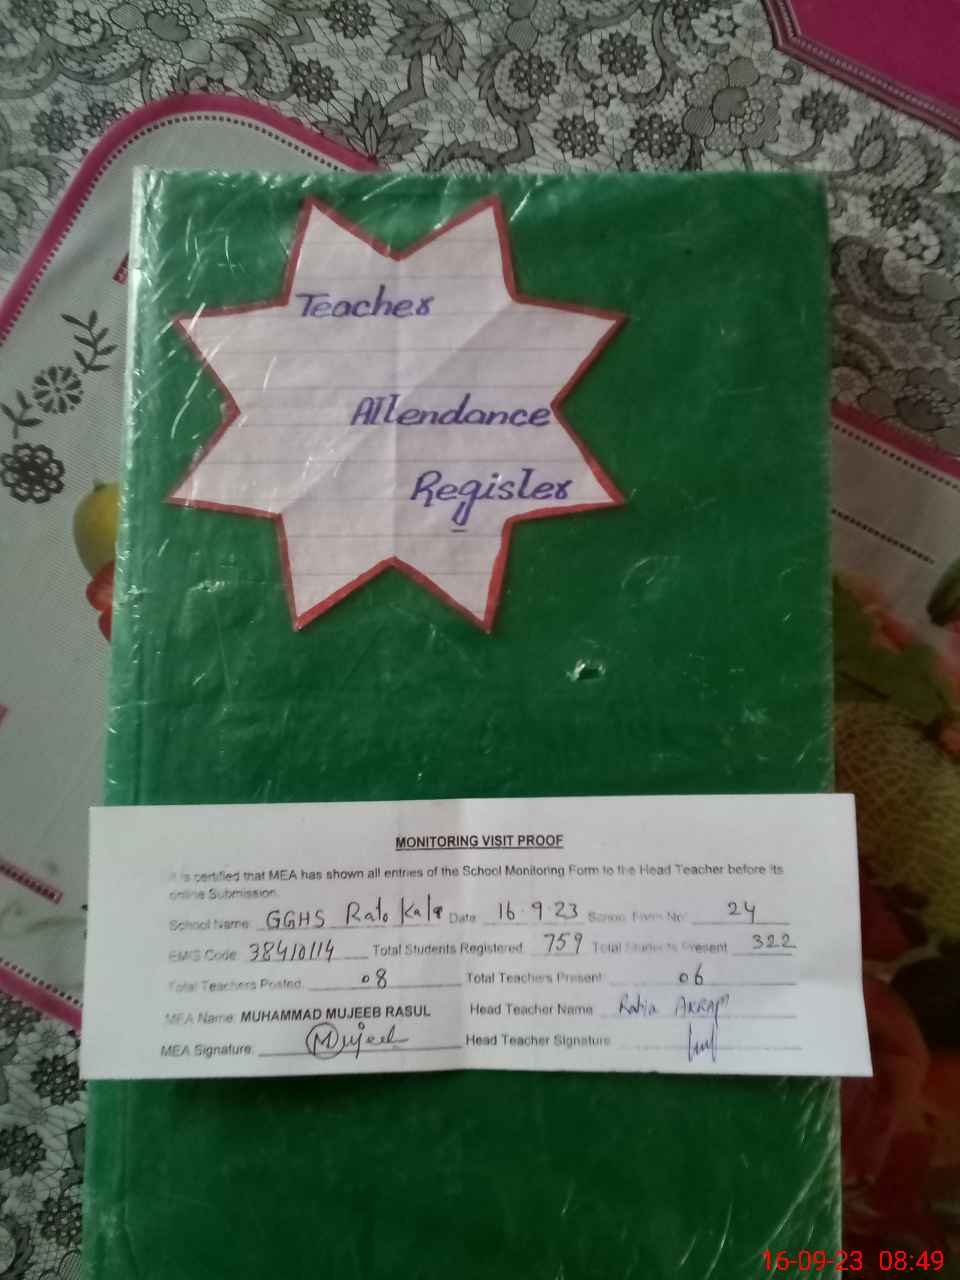 Teacher
Attendance
Register
MONITORING VISIT PROOF
It is certified that MEA has shown all entries of the School Monitoring Form to the Head Teacher before its
online Submission.
School Name: GGHS Rato Kala Date 16.9.23 School Form No: 24
EMIS Code: 38410114 Total Students Registered: 759 Total Students Present 322
Total Teachers Posted: 08 Total Teachers Present: 06
MEA Name: MUHAMMAD MUJEEB RASUL Head Teacher Name Rabia AKRAM
MEA Signature: Mujeeb Head Teacher Signature
16-09-23 08:49